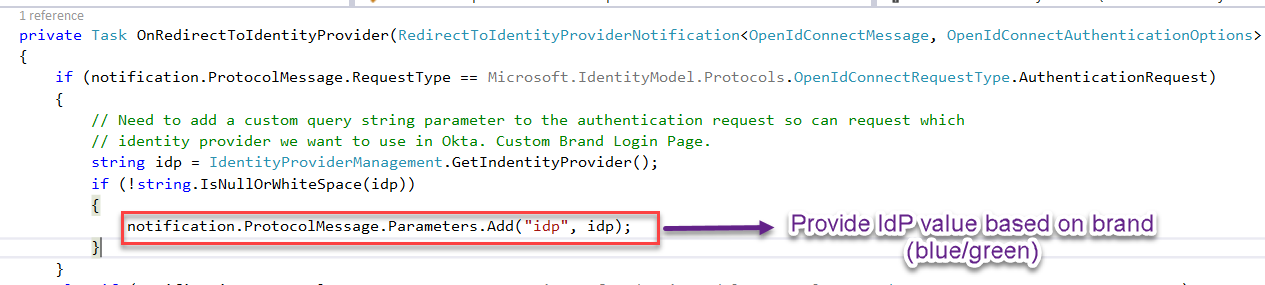 1 reference
private Task OnRedirectToIdentityProvider(RedirectToIdentityProviderNotification<OpenIdConnectMessage, OpenIdConnectAuthenticationOptions>
{
if (notification.ProtocolMessage.RequestType == Microsoft.IdentityModel.Protocols.OpenIdConnectRequestType.AuthenticationRequest)
{
// Need to add a custom query string parameter to the authentication request so can request which
// identity provider we want to use in Okta. Custom Brand Login Page.
string idp = IdentityProviderManagement.GetIndentityProvider();
if (!string.IsNullOrWhiteSpace(idp))
{
notification.ProtocolMessage.Parameters.Add("idp", idp);
Provide IdP value based on brand
(blue/green)
}
}